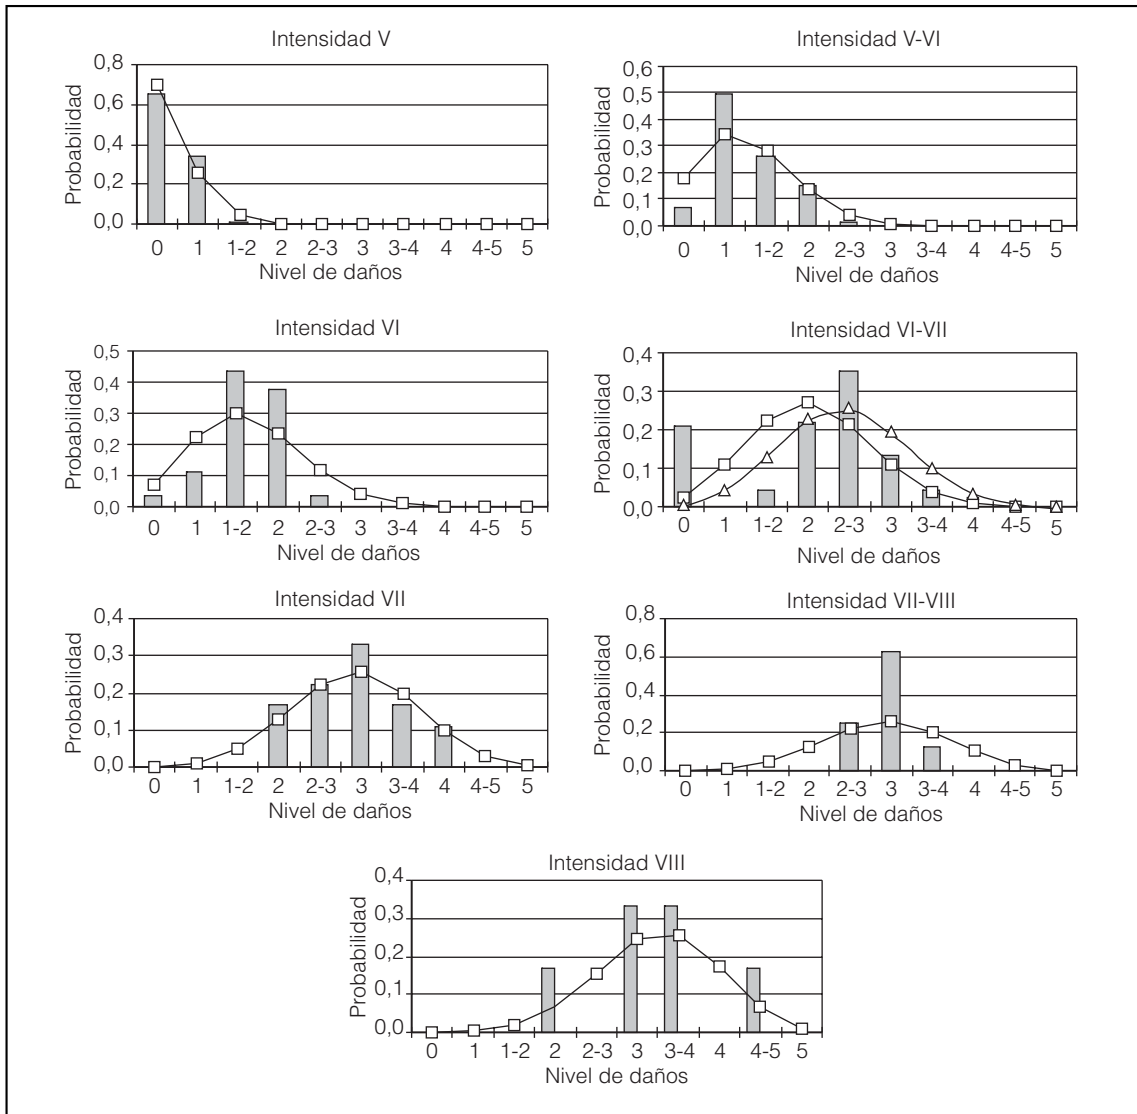 Intensidad V
Probabilidad
0,8
0,6
0,4
0,2
0,0
0 1 1-2 2 2-3 3 3-4 4 4-5 5
Nivel de daños
Intensidad V-VI
Probabilidad
0,6
0,5
0,4
0,3
0,2
0,1
0,0
0 1 1-2 2 2-3 3 3-4 4 4-5 5
Nivel de daños
Intensidad VI
Probabilidad
0,5
0,4
0,3
0,2
0,1
0,0
0 1 1-2 2 2-3 3 3-4 4 4-5 5
Nivel de daños
Intensidad VI-VII
Probabilidad
0,4
0,3
0,2
0,1
0,0
0 1 1-2 2 2-3 3 3-4 4 4-5 5
Nivel de daños
Intensidad VII
Probabilidad
0,4
0,3
0,2
0,1
0,0
0 1 1-2 2 2-3 3 3-4 4 4-5 5
Nivel de daños
Intensidad VII-VIII
Probabilidad
0,8
0,6
0,4
0,2
0,0
0 1 1-2 2 2-3 3 3-4 4 4-5 5
Nivel de daños
Intensidad VIII
Probabilidad
0,4
0,3
0,2
0,1
0,0
0 1 1-2 2 2-3 3 3-4 4 4-5 5
Nivel de daños